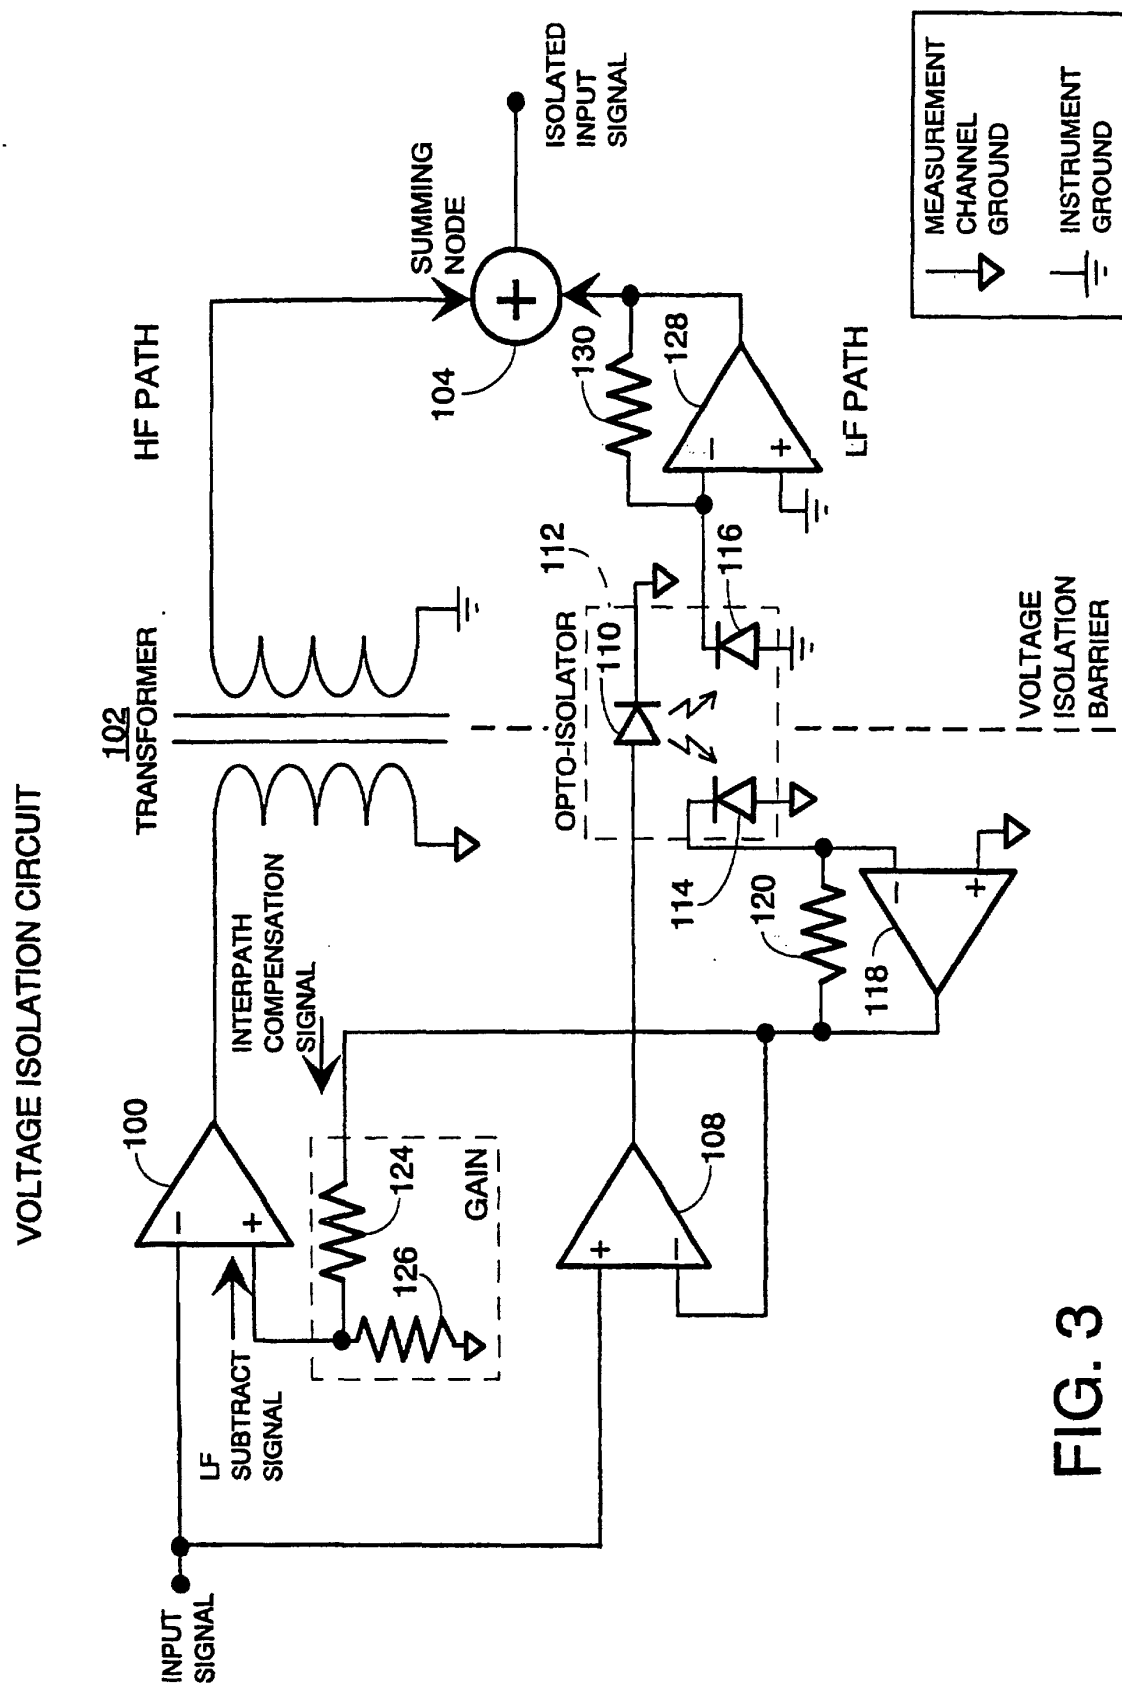 VOLTAGE ISOLATION CIRCUIT
102
TRANSFORMER
HF PATH
100
−
+
INTERPATH
COMPENSATION
SIGNAL
SUMMING
NODE
+
104
ISOLATED
INPUT
SIGNAL
INPUT
SIGNAL
LF
SUBTRACT
SIGNAL
124
126
GAIN
OPTO-ISOLATOR
110
112
114
116
130
128
−
+
LF PATH
108
+
−
120
118
−
+
VOLTAGE
ISOLATION
BARRIER
MEASUREMENT
CHANNEL
GROUND
INSTRUMENT
GROUND
FIG. 3